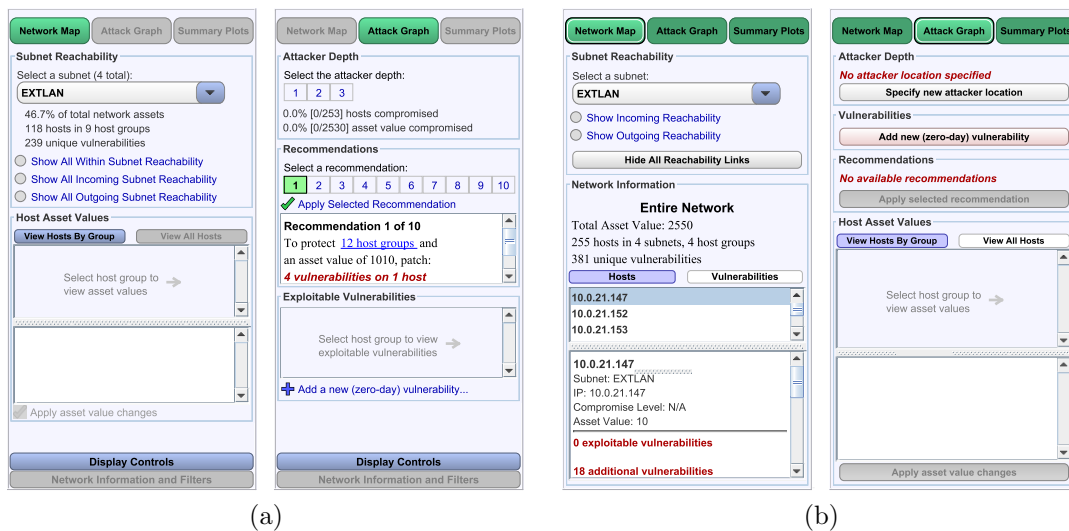 Network Map Attack Graph Summary Plots
Subnet Reachability
Select a subnet (4 total):
EXTLAN
46.7% of total network assets
118 hosts in 9 host groups
239 unique vulnerabilities
Show All Within Subnet Reachability
Show All Incoming Subnet Reachability
Show All Outgoing Subnet Reachability
Host Asset Values
View Hosts By Group View All Hosts
Select host group to
view asset values
Apply asset value changes
Display Controls
Network Information and Filters
Network Map Attack Graph Summary Plots
Attacker Depth
Select the attacker depth:
1 2 3
0.0% [0/253] hosts compromised
0.0% [0/2530] asset value compromised
Recommendations
Select a recommendation:
1 2 3 4 5 6 7 8 9 10
Apply Selected Recommendation
Recommendation 1 of 10
To protect 12 host groups and
an asset value of 1010, patch:
4 vulnerabilities on 1 host
Exploitable Vulnerabilities
Select host group to view
exploitable vulnerabilities
Add a new (zero-day) vulnerability...
Display Controls
Network Information and Filters
(a)
Network Map Attack Graph Summary Plots
Subnet Reachability
Select a subnet:
EXTLAN
Show Incoming Reachability
Show Outgoing Reachability
Hide All Reachability Links
Network Information
Entire Network
Total Asset Value: 2550
255 hosts in 4 subnets, 4 host groups
381 unique vulnerabilities
Hosts Vulnerabilities
10.0.21.147
10.0.21.152
10.0.21.153
10.0.21.147
Subnet: EXTLAN
IP: 10.0.21.147
Compromise Level: N/A
Asset Value: 10
0 exploitable vulnerabilities
18 additional vulnerabilities
Network Map Attack Graph Summary Plots
Attacker Depth
No attacker location specified
Specify new attacker location
Vulnerabilities
Add new (zero-day) vulnerability
Recommendations
No available recommendations
Apply selected recommendation
Host Asset Values
View Hosts By Group View All Hosts
Select host group to
view asset values
Apply asset value changes
(b)